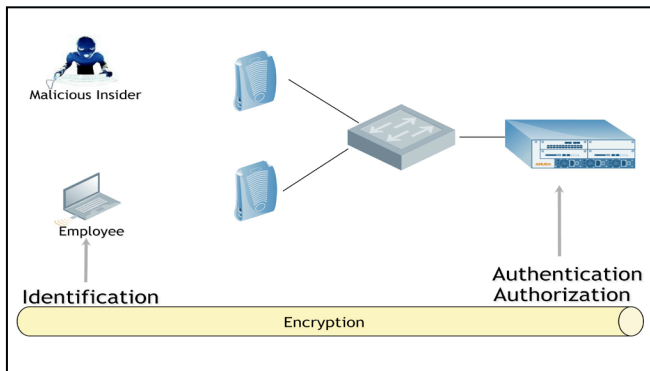 Malicious Insider
Employee
Identification
Authentication
Authorization
Encryption